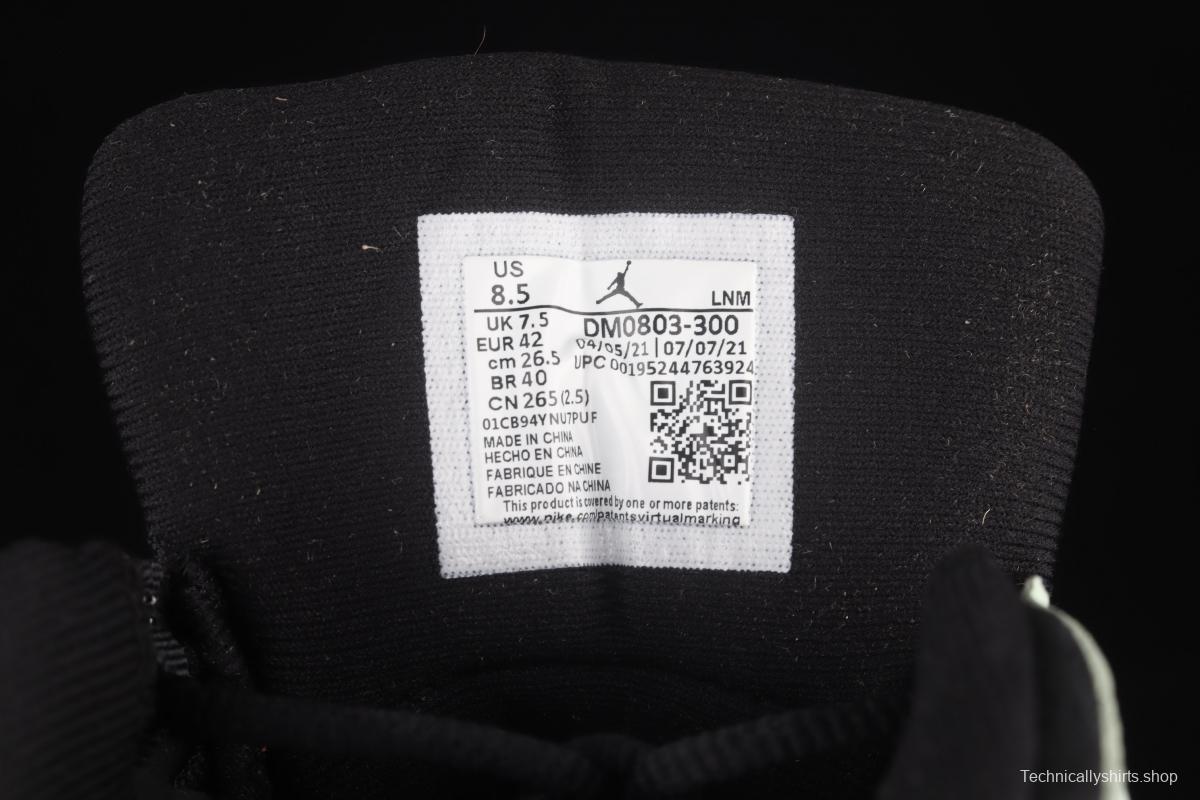 US
8.5
LNM
UK 7.5
DM0803-300
EUR 42
04/05/21 | 07/07/21
cm 26.5
UPC 00195244763924
BR 40
CN 265 (2.5)
01CB94YNU7PUF
MADE IN CHINA
HECHO EN CHINA
FABRIQUE EN CHINE
FABRICADO NA CHINA
This product is covered by one or more patents:
www.nike.com/patentsvirtualmarking
Technicallyshirts.shop